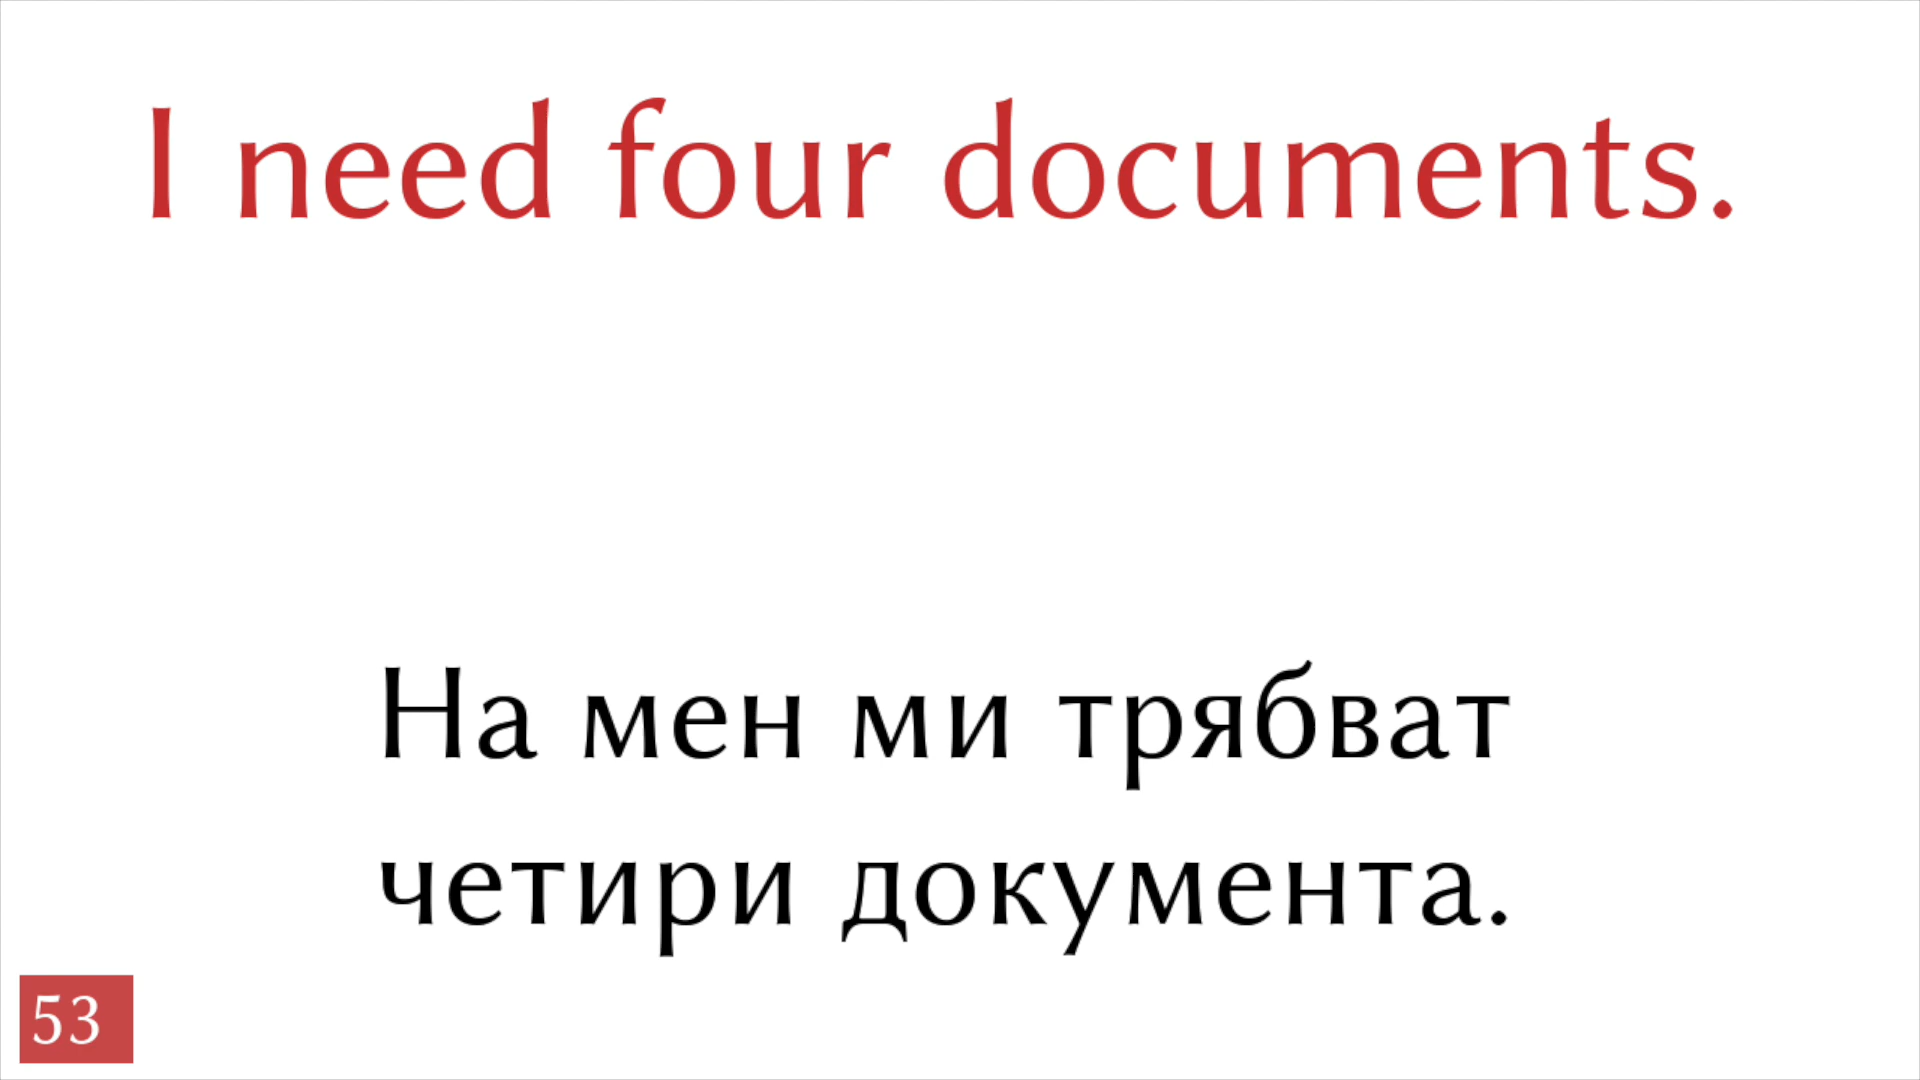 I need four documents.
На мен ми трябват
четири документа.
53